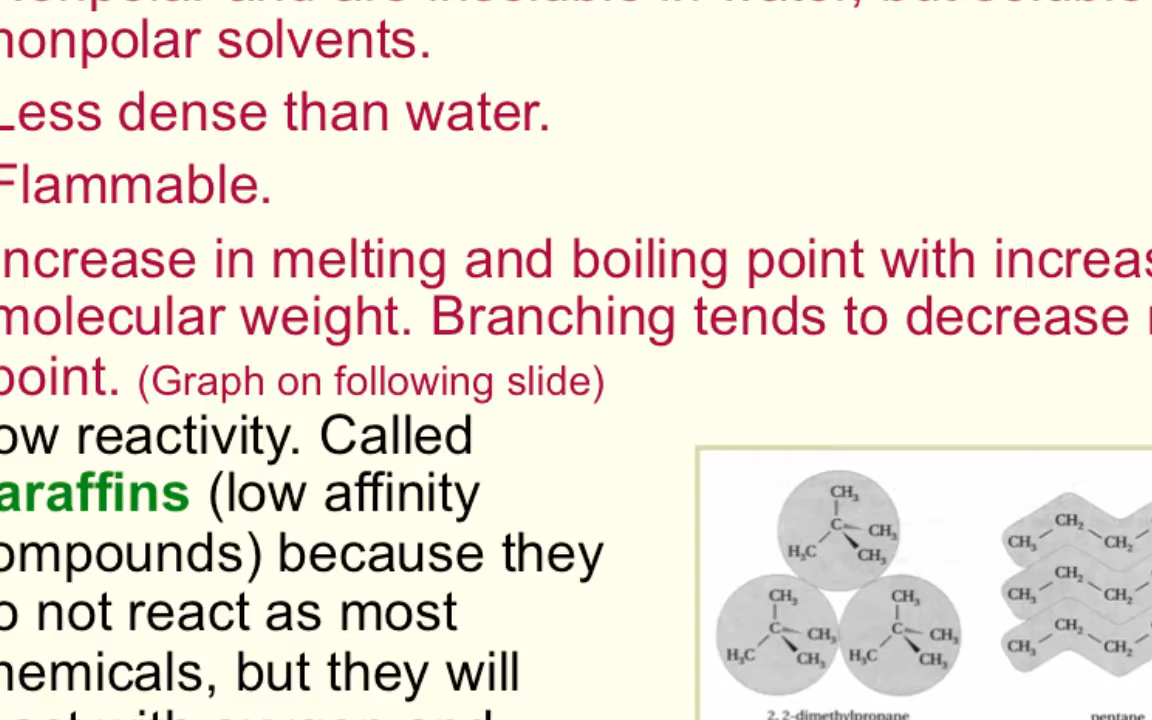 nonpolar solvents.
Less dense than water.
Flammable.
ncrease in melting and boiling point with increas
molecular weight. Branching tends to decrease
point. (Graph on following slide)
ow reactivity. Called
araffins (low affinity
ompounds) because they
o not react as most
hemicals, but they will
CH₃
C CH₃
H₃C CH₃
CH₃
C CH₃
H₃C CH₃
CH₃
C CH₃
H₃C CH₃
2, 2-dimethylpropane
CH₂
CH₃ CH₂
CH₂
CH₃ CH₂
CH₂
CH₃ CH₂
pentane